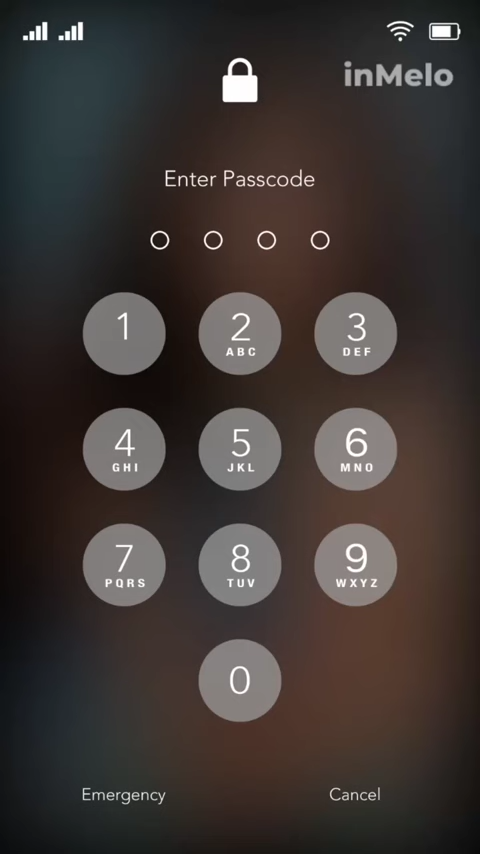 inMelo
Enter Passcode
1 2 3
ABC DEF
4 5 6
GHI JKL MNO
7 8 9
PQRS TUV WXYZ
0
Emergency Cancel